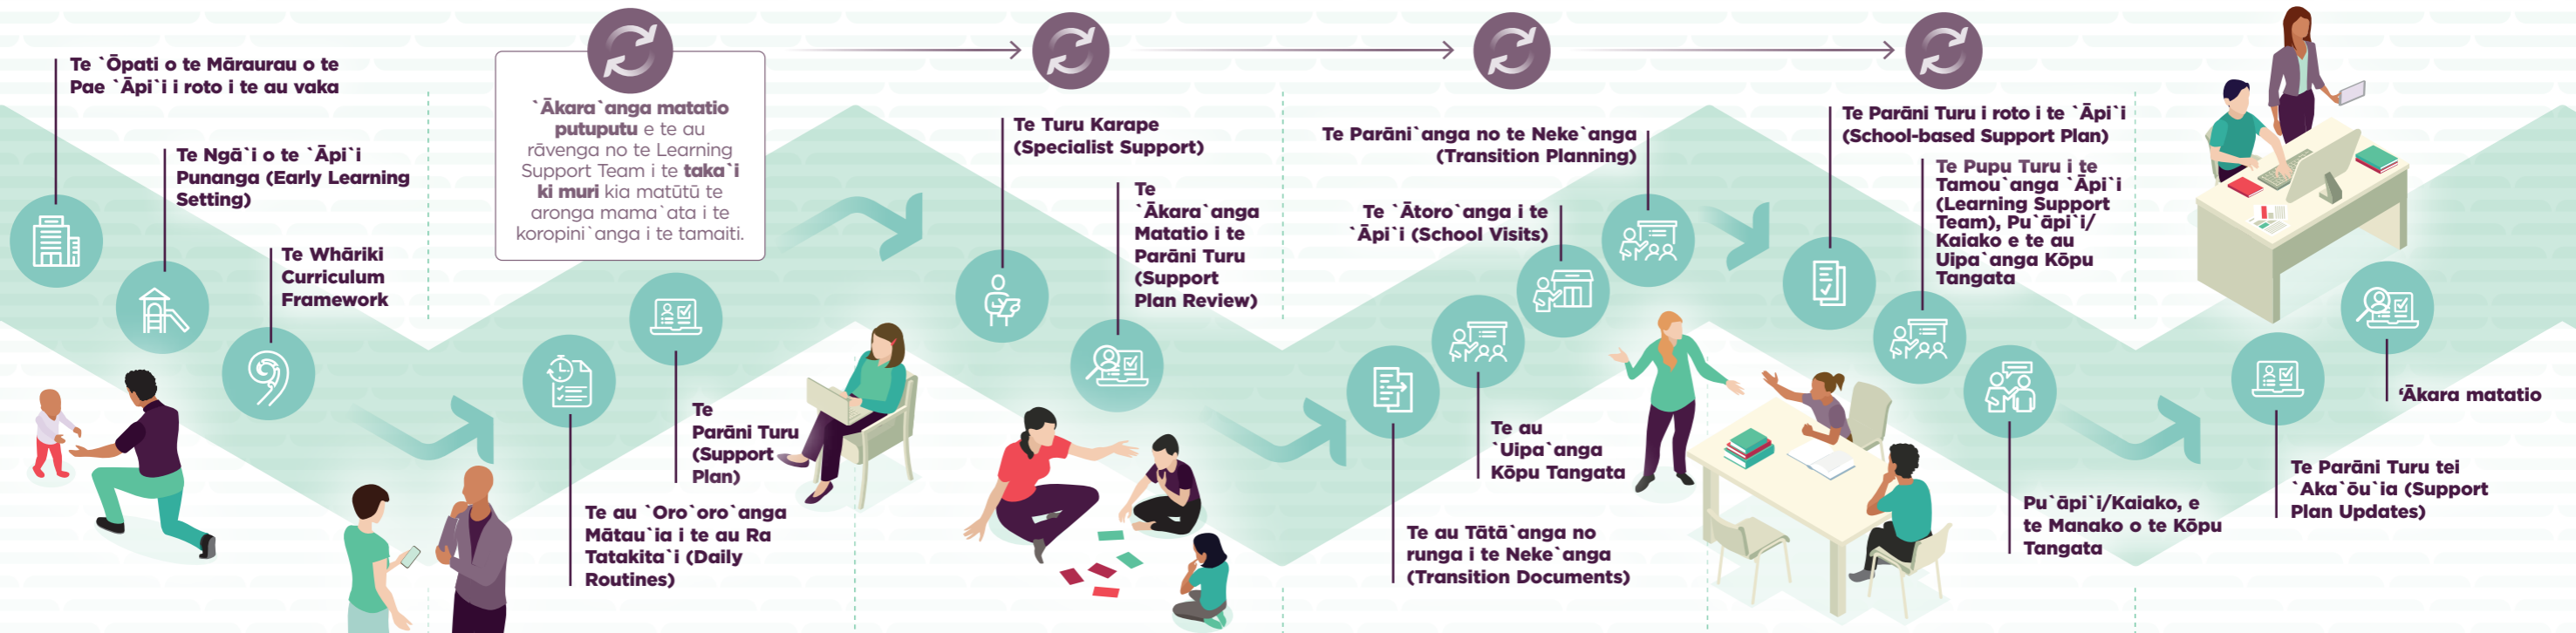 Te `Ōpati o te Māraurau o te
Pae `Āpi`i i roto i te au vaka
Te Ngā`i o te `Āpi`i
Punanga (Early Learning
Setting)
Te Whāriki
Curriculum
Framework
`Ākara`anga matatio
putuputu e te au
rāvenga no te Learning
Support Team i te taka`i
ki muri kia matūtū te
aronga mama`ata i te
koropini`anga i te tamaiti.
Te au `Oro`oro`anga
Mātau`ia i te au Ra
Tatakita`i (Daily
Routines)
Te
Parāni Turu
(Support
Plan)
Te Turu Karape
(Specialist Support)
Te
`Ākara`anga
Matatio i te
Parāni Turu
(Support
Plan Review)
Te au Tātā`anga no
runga i te Neke`anga
(Transition Documents)
Te au
`Uipa`anga
Kōpu Tangata
Te `Ātoro`anga i te
`Āpi`i (School Visits)
Te Parāni`anga no te Neke`anga
(Transition Planning)
Te Parāni Turu i roto i te `Āpi`i
(School-based Support Plan)
Te Pupu Turu i te
Tamou`anga `Āpi`i
(Learning Support
Team), Pu`āpi`i/
Kaiako e te au
Uipa`anga Kōpu
Tangata
Pu`āpi`i/Kaiako, e
te Manako o te Kōpu
Tangata
Te Parāni Turu tei
`Aka`ōu`ia (Support
Plan Updates)
‘Ākara matatio